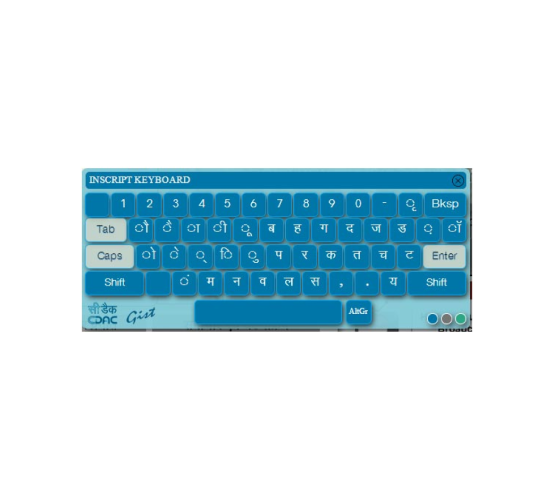 INSCRIPT KEYBOARD
1 2 3 4 5 6 7 8 9 0 - ृ Bksp
Tab ौ ै ा ी ू ब ह ग द ज ड ़ ॉ
Caps ो े ् ि ु प र क त च ट Enter
Shift ं म न व ल स , . य Shift
सी डैक
CDAC Gist AltGr